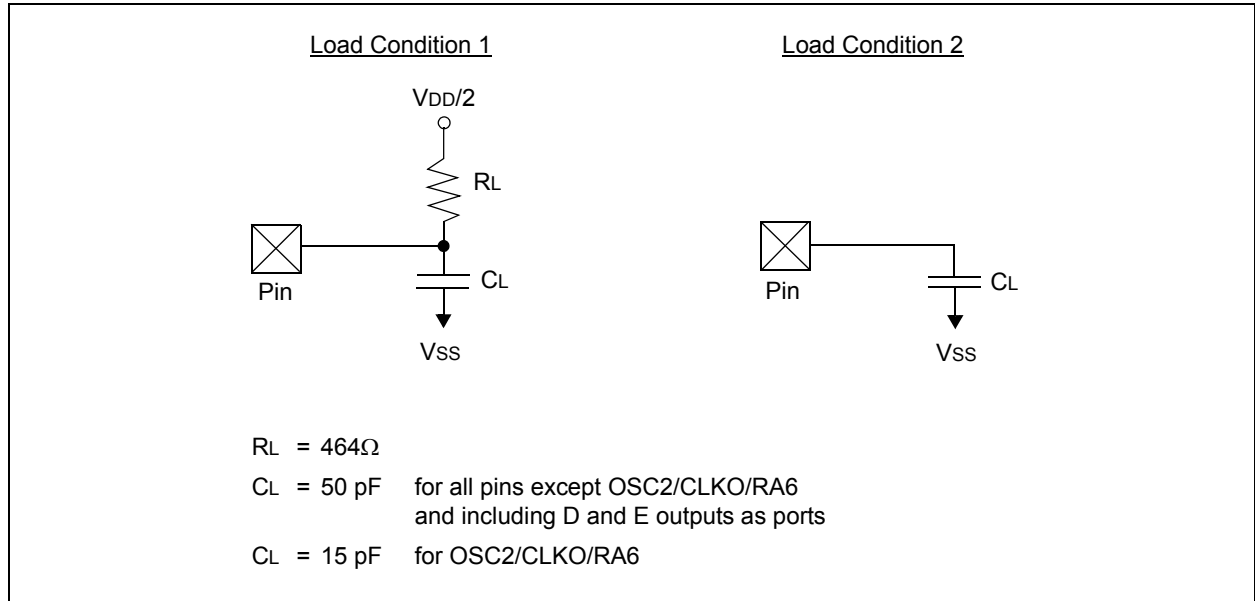 Load Condition 1
Load Condition 2
VDD/2
RL
CL
Pin
VSS
CL
Pin
VSS
RL = 464Ω
CL = 50 pF for all pins except OSC2/CLKO/RA6
and including D and E outputs as ports
CL = 15 pF for OSC2/CLKO/RA6